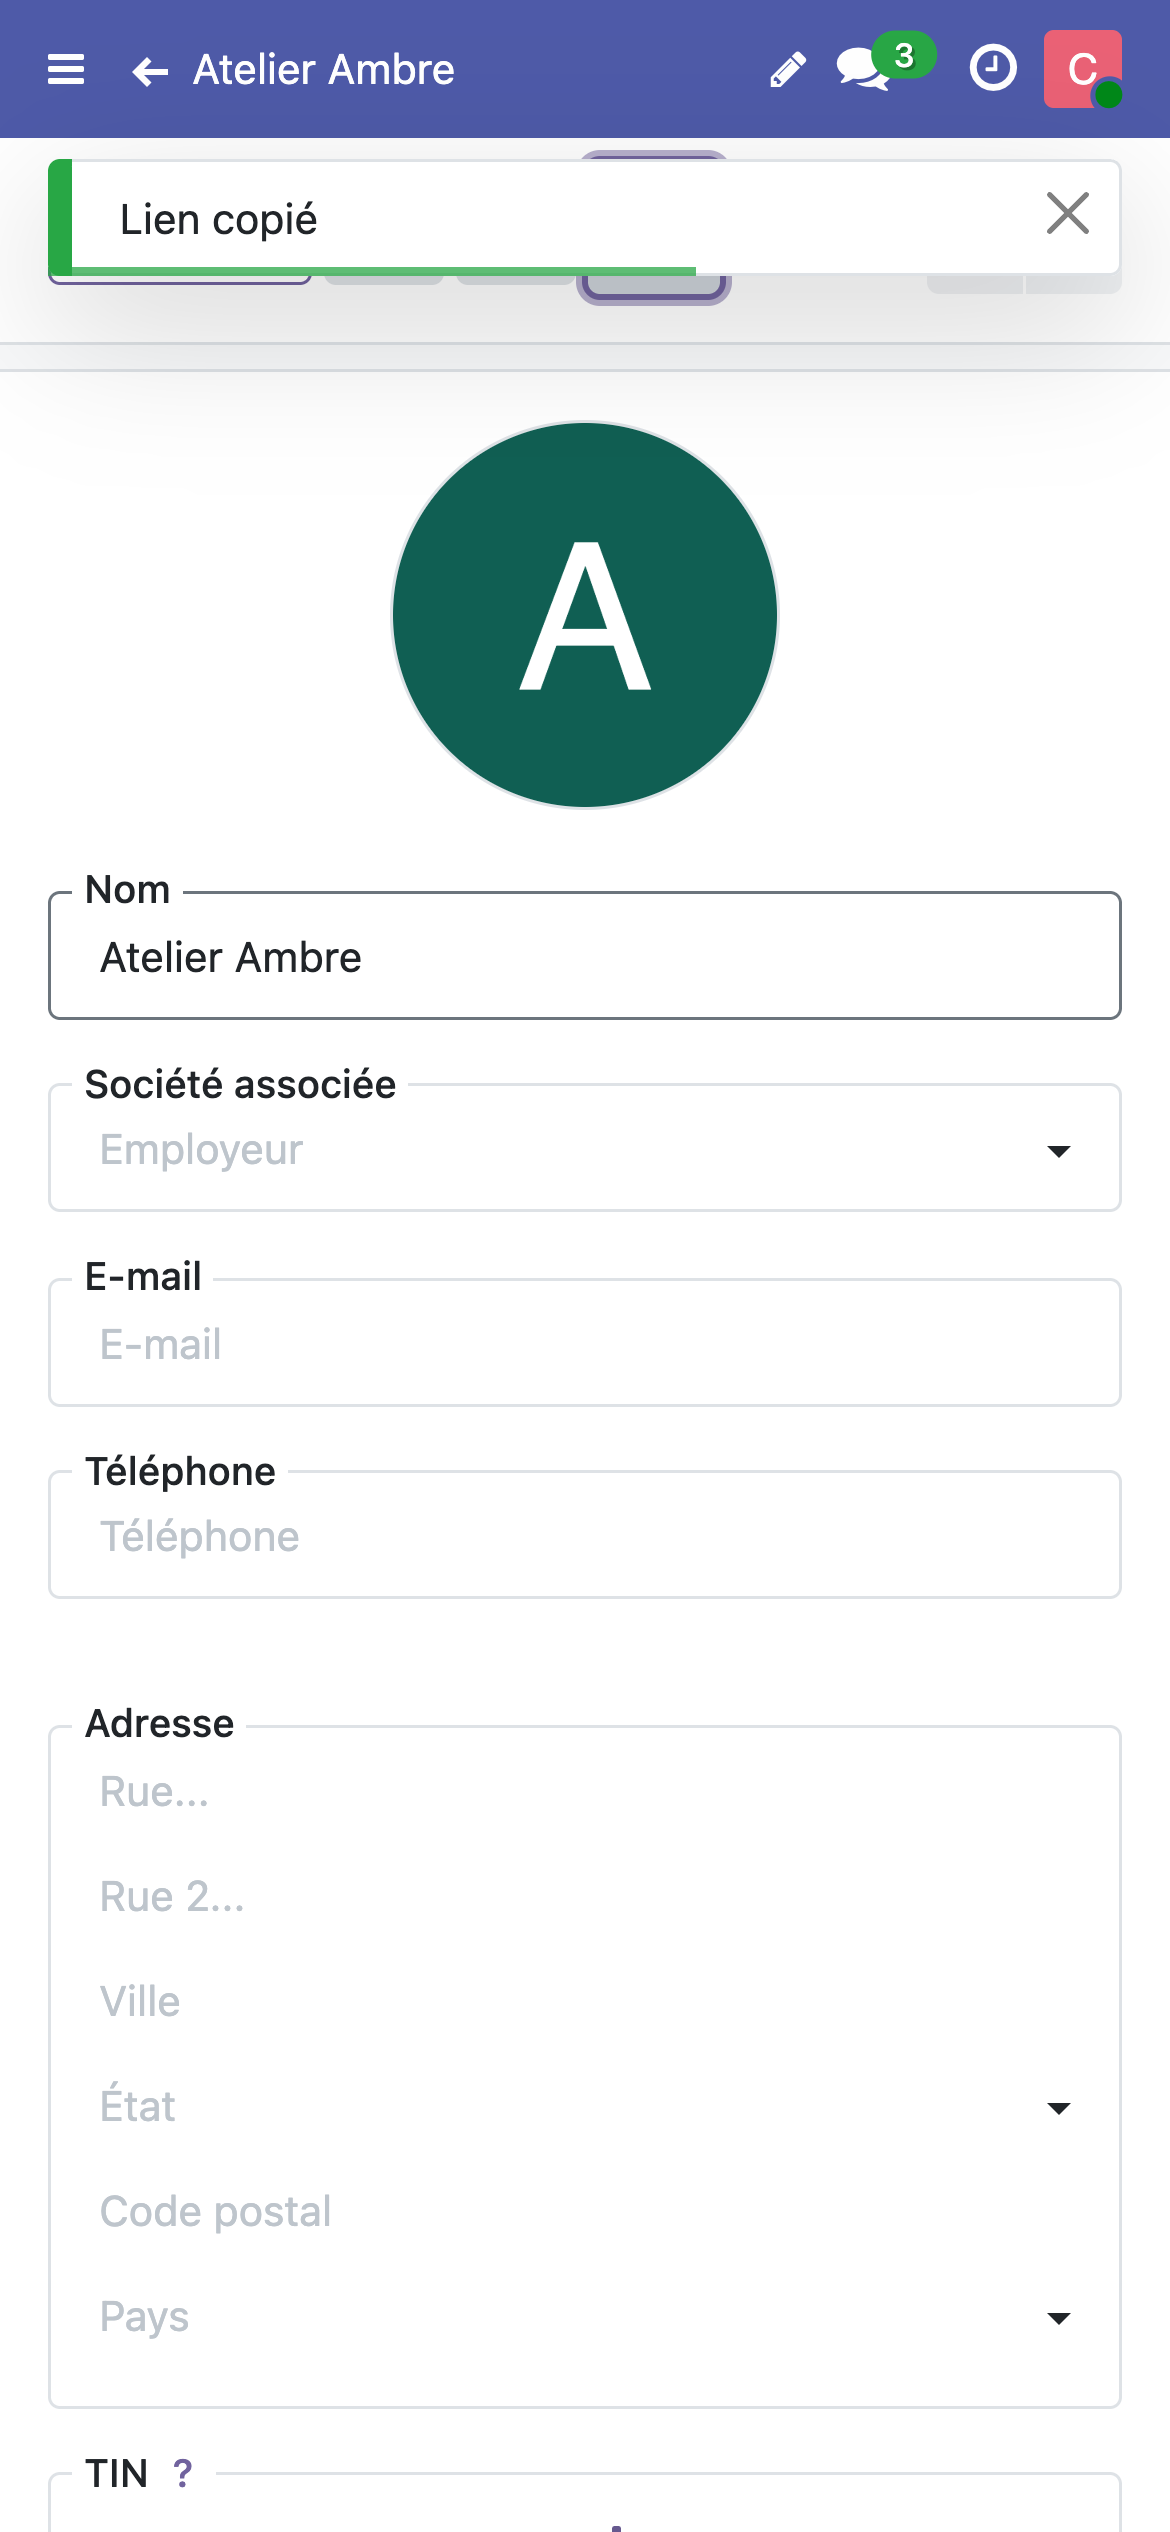 Atelier Ambre
3
C
Lien copié
A
Nom
Atelier Ambre
Société associée
Employeur
E-mail
E-mail
Téléphone
Téléphone
Adresse
Rue...
Rue 2...
Ville
État
Code postal
Pays
TIN ?